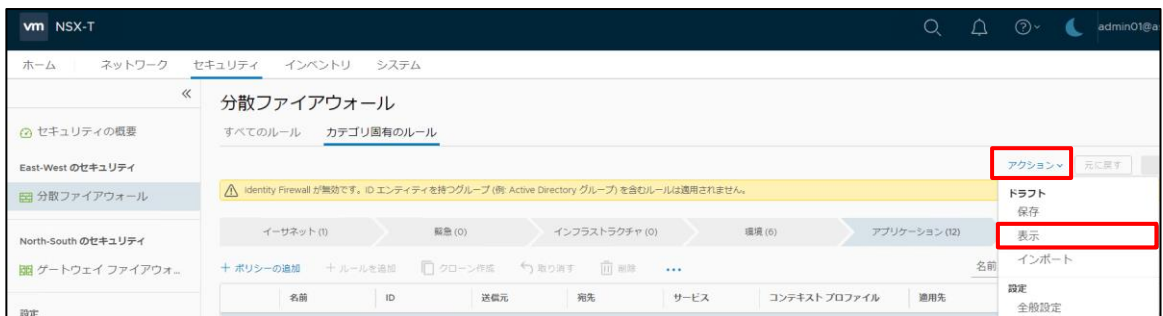 vm NSX-T
admin01@a
ホーム ネットワーク セキュリティ インベントリ システム
分散ファイアウォール
セキュリティの概要
すべてのルール カテゴリ固有のルール
East-West のセキュリティ
アクション 元に戻す
分散ファイアウォール
Identity Firewall が無効です。ID エンティティを持つグループ (例: Active Directory グループ) を含むルールは適用されません。
ドラフト
保存
North-South のセキュリティ
イーサネット (1) 緊急 (0) インフラストラクチャ (0) 環境 (6) アプリケーション (12)
表示
ゲートウェイ ファイアウォ...
+ ポリシーの追加 + ルールを追加 クローン作成 取り消す 削除 ...
名前
インポート
設定
名前 ID 送信元 宛先 サービス コンテキスト プロファイル 適用先
設定
全般設定